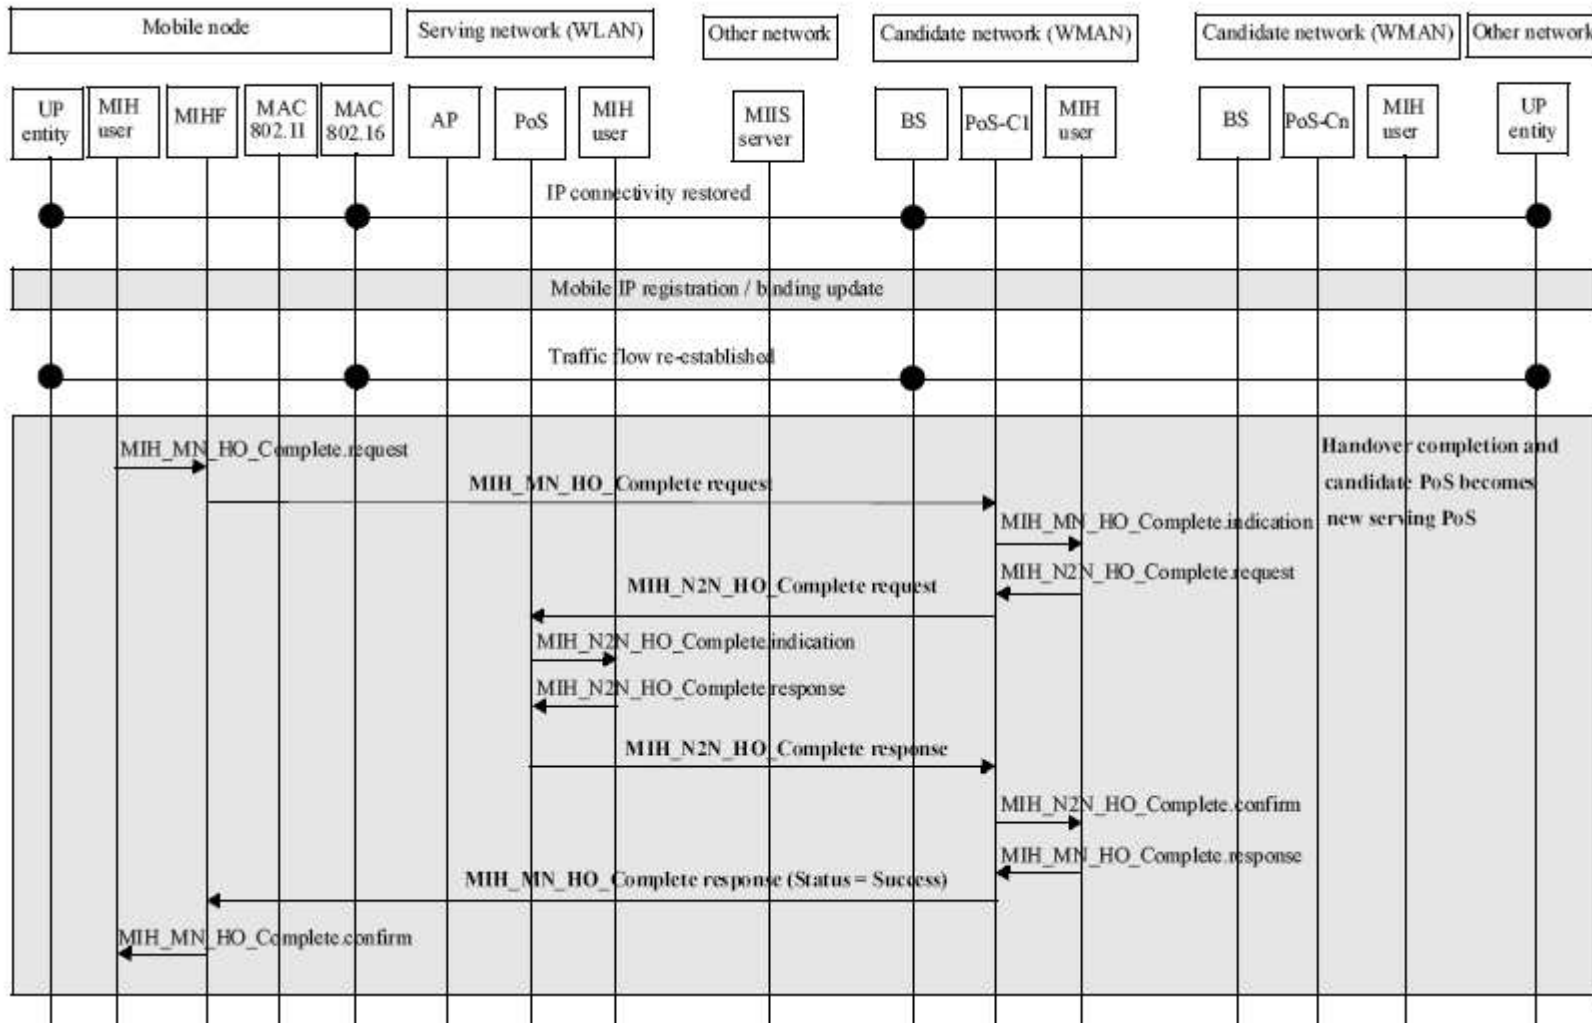 Mobile node
Serving network (WLAN)
Other network
Candidate network (WMAN)
Candidate network (WMAN)
Other network
UP
entity
MIH
user
MIHF
MAC
802.11
MAC
802.16
AP
PoS
MIH
user
MIIS
server
BS
PoS-C1
MIH
user
BS
PoS-Cn
MIH
user
UP
entity
IP connectivity restored
Mobile IP registration / binding update
Traffic flow re-established
MIH_MN_HO_Complete.request
Handover completion and
candidate PoS becomes
new serving PoS
MIH_MN_HO_Complete request
MIH_MN_HO_Complete.indication
MIH_N2N_HO_Complete.request
MIH_N2N_HO_Complete request
MIH_N2N_HO_Complete.indication
MIH_N2N_HO_Complete.response
MIH_N2N_HO_Complete response
MIH_N2N_HO_Complete.confirm
MIH_MN_HO_Complete.response
MIH_MN_HO_Complete response (Status = Success)
MIH_MN_HO_Complete.confirm